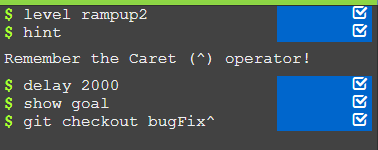 $ level rampup2
$ hint
Remember the Caret (^) operator!
$ delay 2000
$ show goal
$ git checkout bugFix^